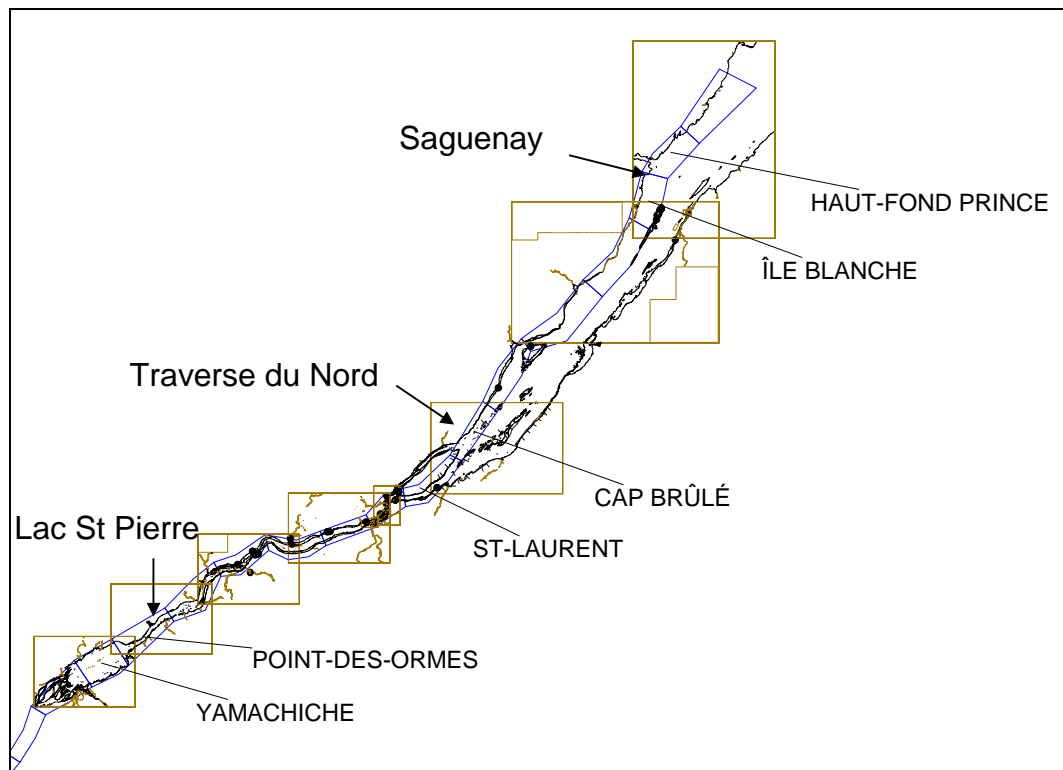 Saguenay
HAUT-FOND PRINCE
ÎLE BLANCHE
Traverse du Nord
CAP BRÛLÉ
Lac St Pierre
ST-LAURENT
POINT-DES-ORMES
YAMACHICHE